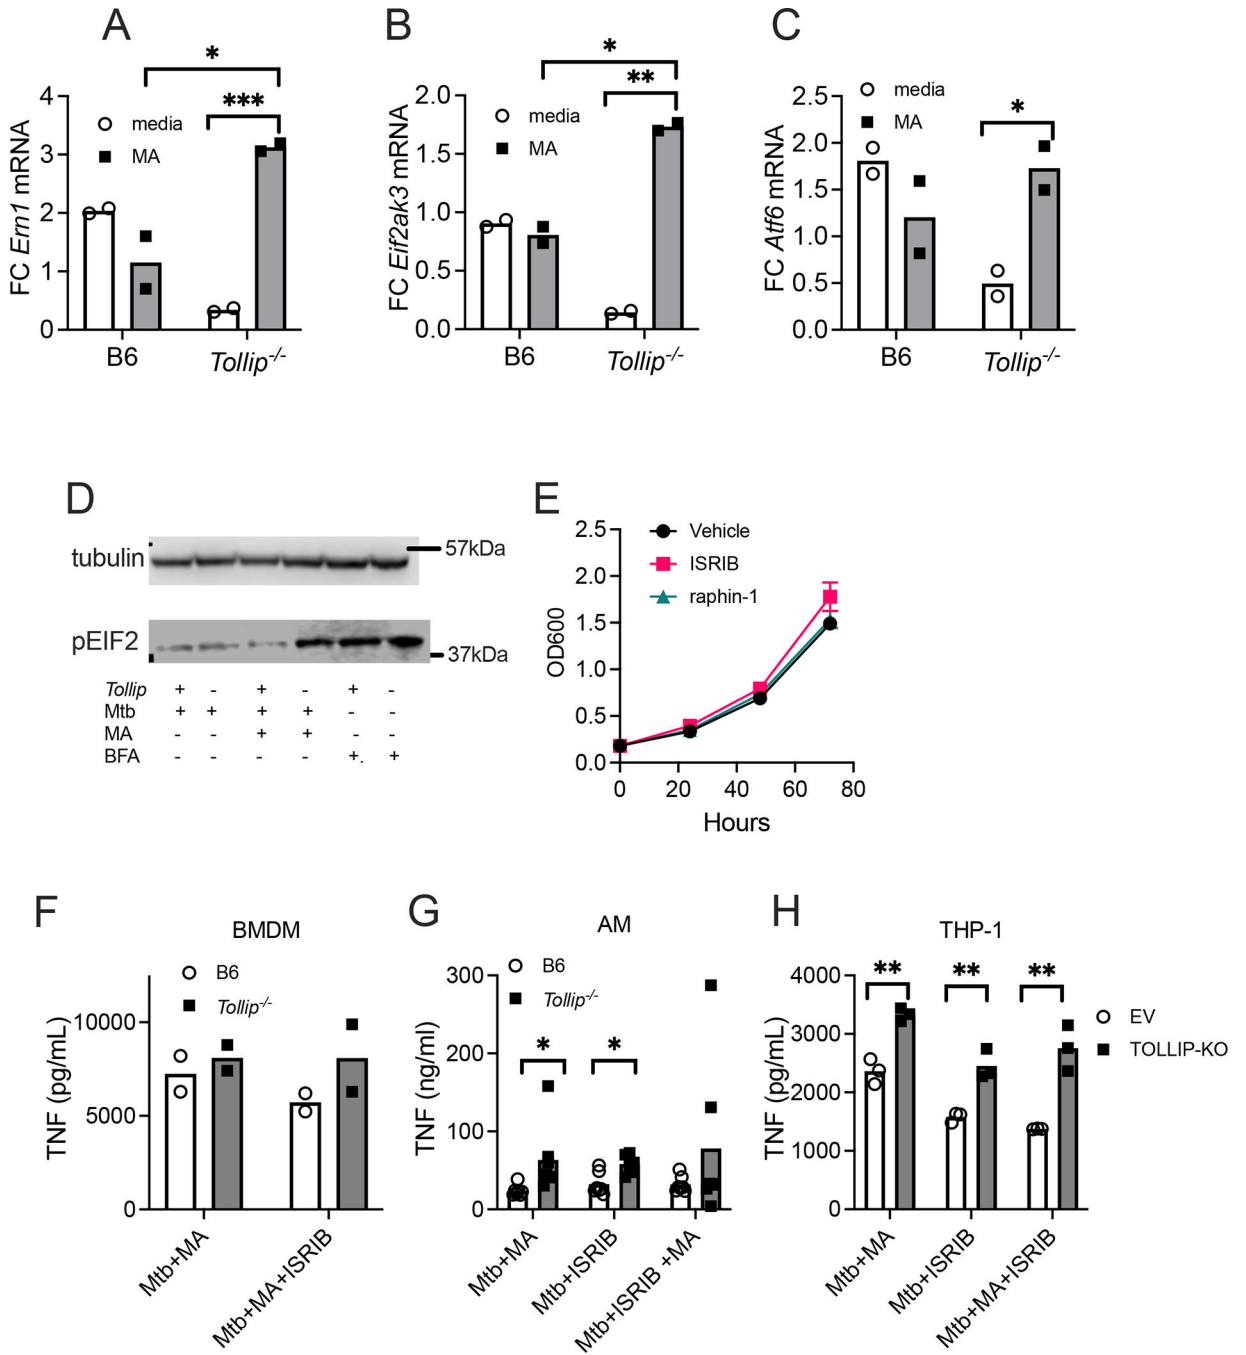 A
*
***
4
3
2
1
0
FC Ern1 mRNA
media
MA
B6
Tollip-/-
B
*
**
2.0
1.5
1.0
0.5
0.0
FC Eif2ak3 mRNA
media
MA
B6
Tollip-/-
C
*
2.5
2.0
1.5
1.0
0.5
0.0
FC Atf6 mRNA
media
MA
B6
Tollip-/-
D
tubulin
57kDa
pEIF2
37kDa
Tollip + - + - + -
Mtb + + + + - -
MA - - + + - -
BFA - - - - +. +
E
2.5
2.0
1.5
1.0
0.5
0.0
OD600
Vehicle
ISRIB
raphin-1
0 20 40 60 80
Hours
F
BMDM
B6
Tollip-/-
10000
5000
0
TNF (pg/mL)
Mtb+MA
Mtb+MA+ISRIB
G
AM
B6
Tollip-/-
300
200
100
0
TNF (ng/ml)
* *
Mtb+MA
Mtb+ISRIB
Mtb+ISRIB +MA
H
THP-1
4000
3000
2000
1000
0
TNF (pg/mL)
** ** **
EV
TOLLIP-KO
Mtb+MA
Mtb+ISRIB
Mtb+MA+ISRIB